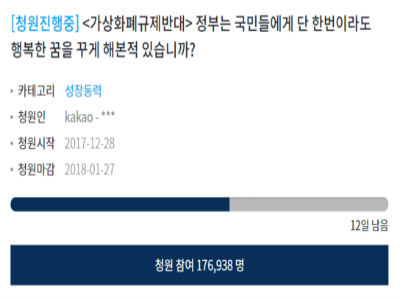 [청원진행중] <가상화폐규제반대> 정부는 국민들에게 단 한번이라도
행복한 꿈을 꾸게 해본적 있습니까?
• 카테고리 성장동력
• 청원인 kakao - ***
• 청원시작 2017-12-28
• 청원마감 2018-01-27
12일 남음
청원 참여 176,938 명